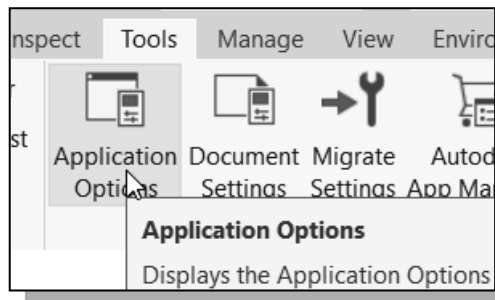 nspect Tools Manage View Enviro
st
Application Document Migrate Autod
Options Settings Settings App Ma
Application Options
Displays the Application Options